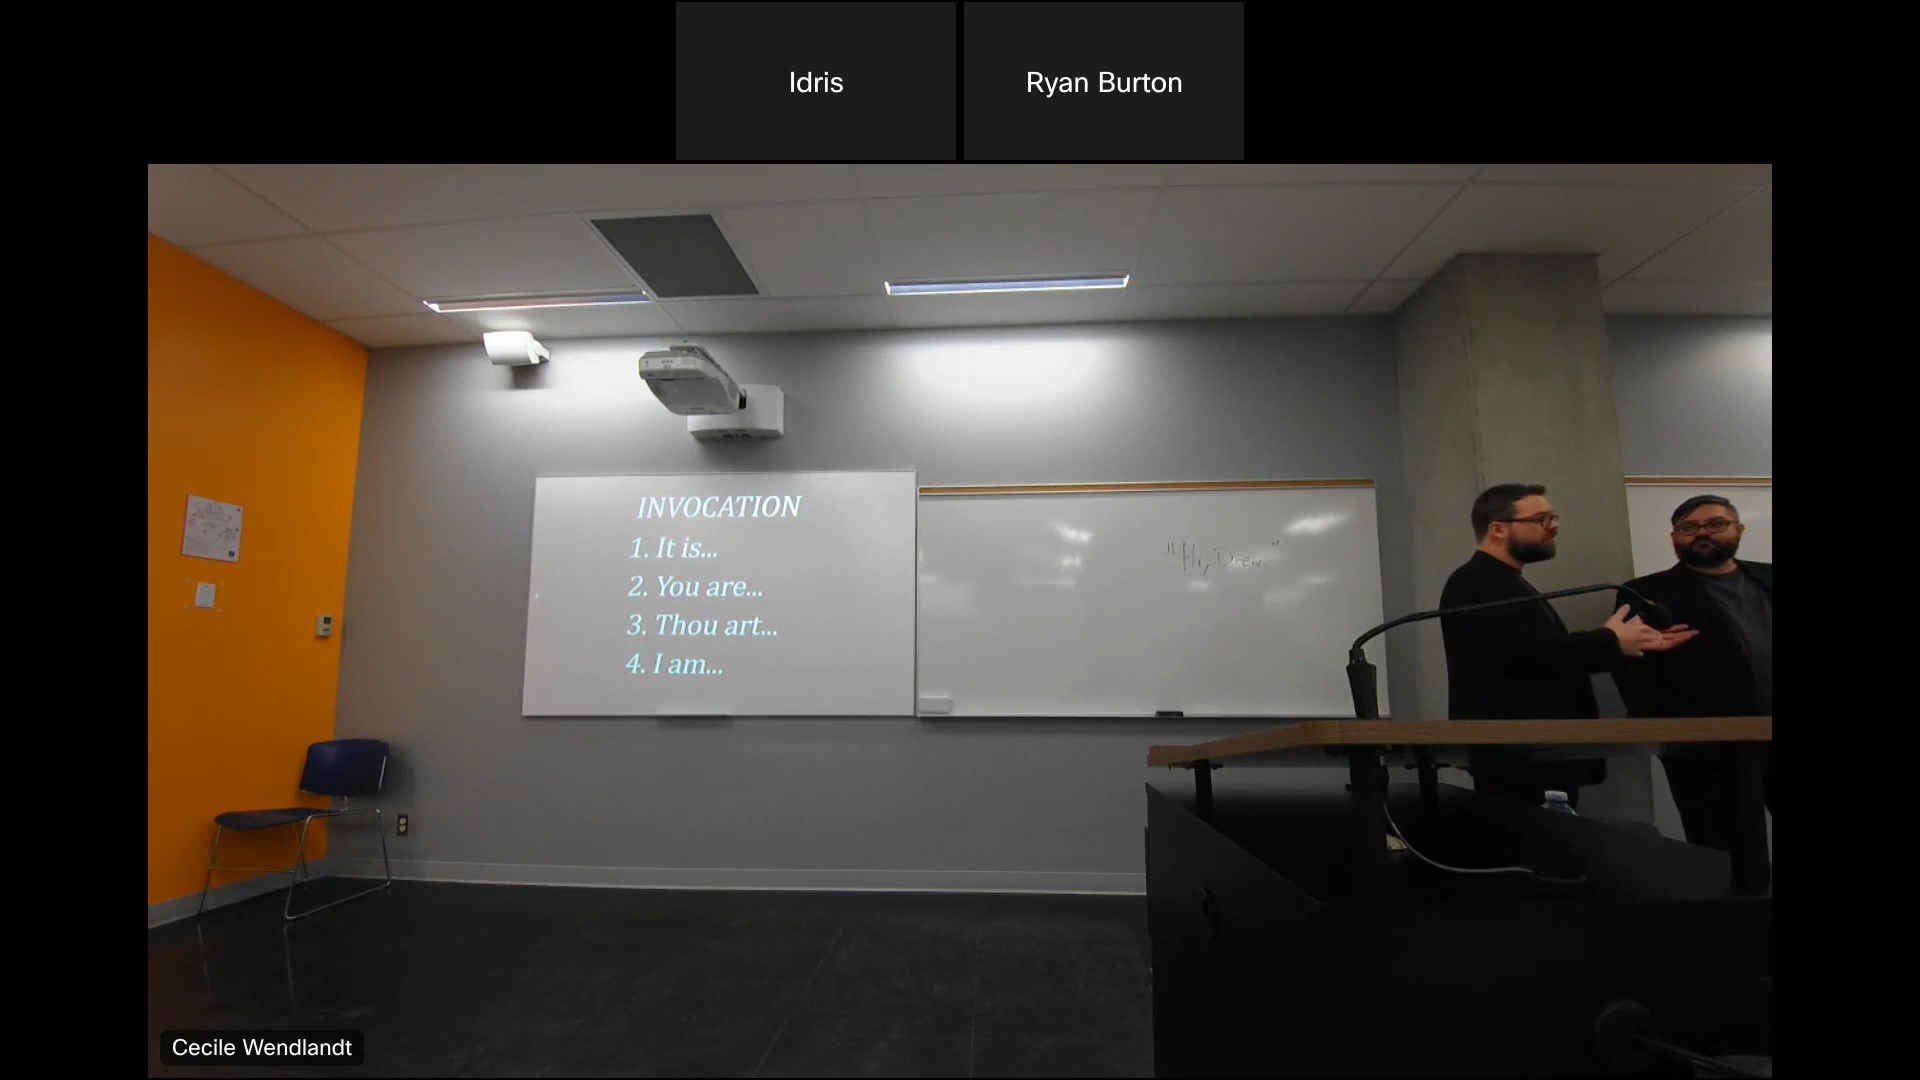 Idris
Ryan Burton
INVOCATION
1. It is...
2. You are...
3. Thou art...
4. I am...
"Hi, Drew"
Cecile Wendlandt